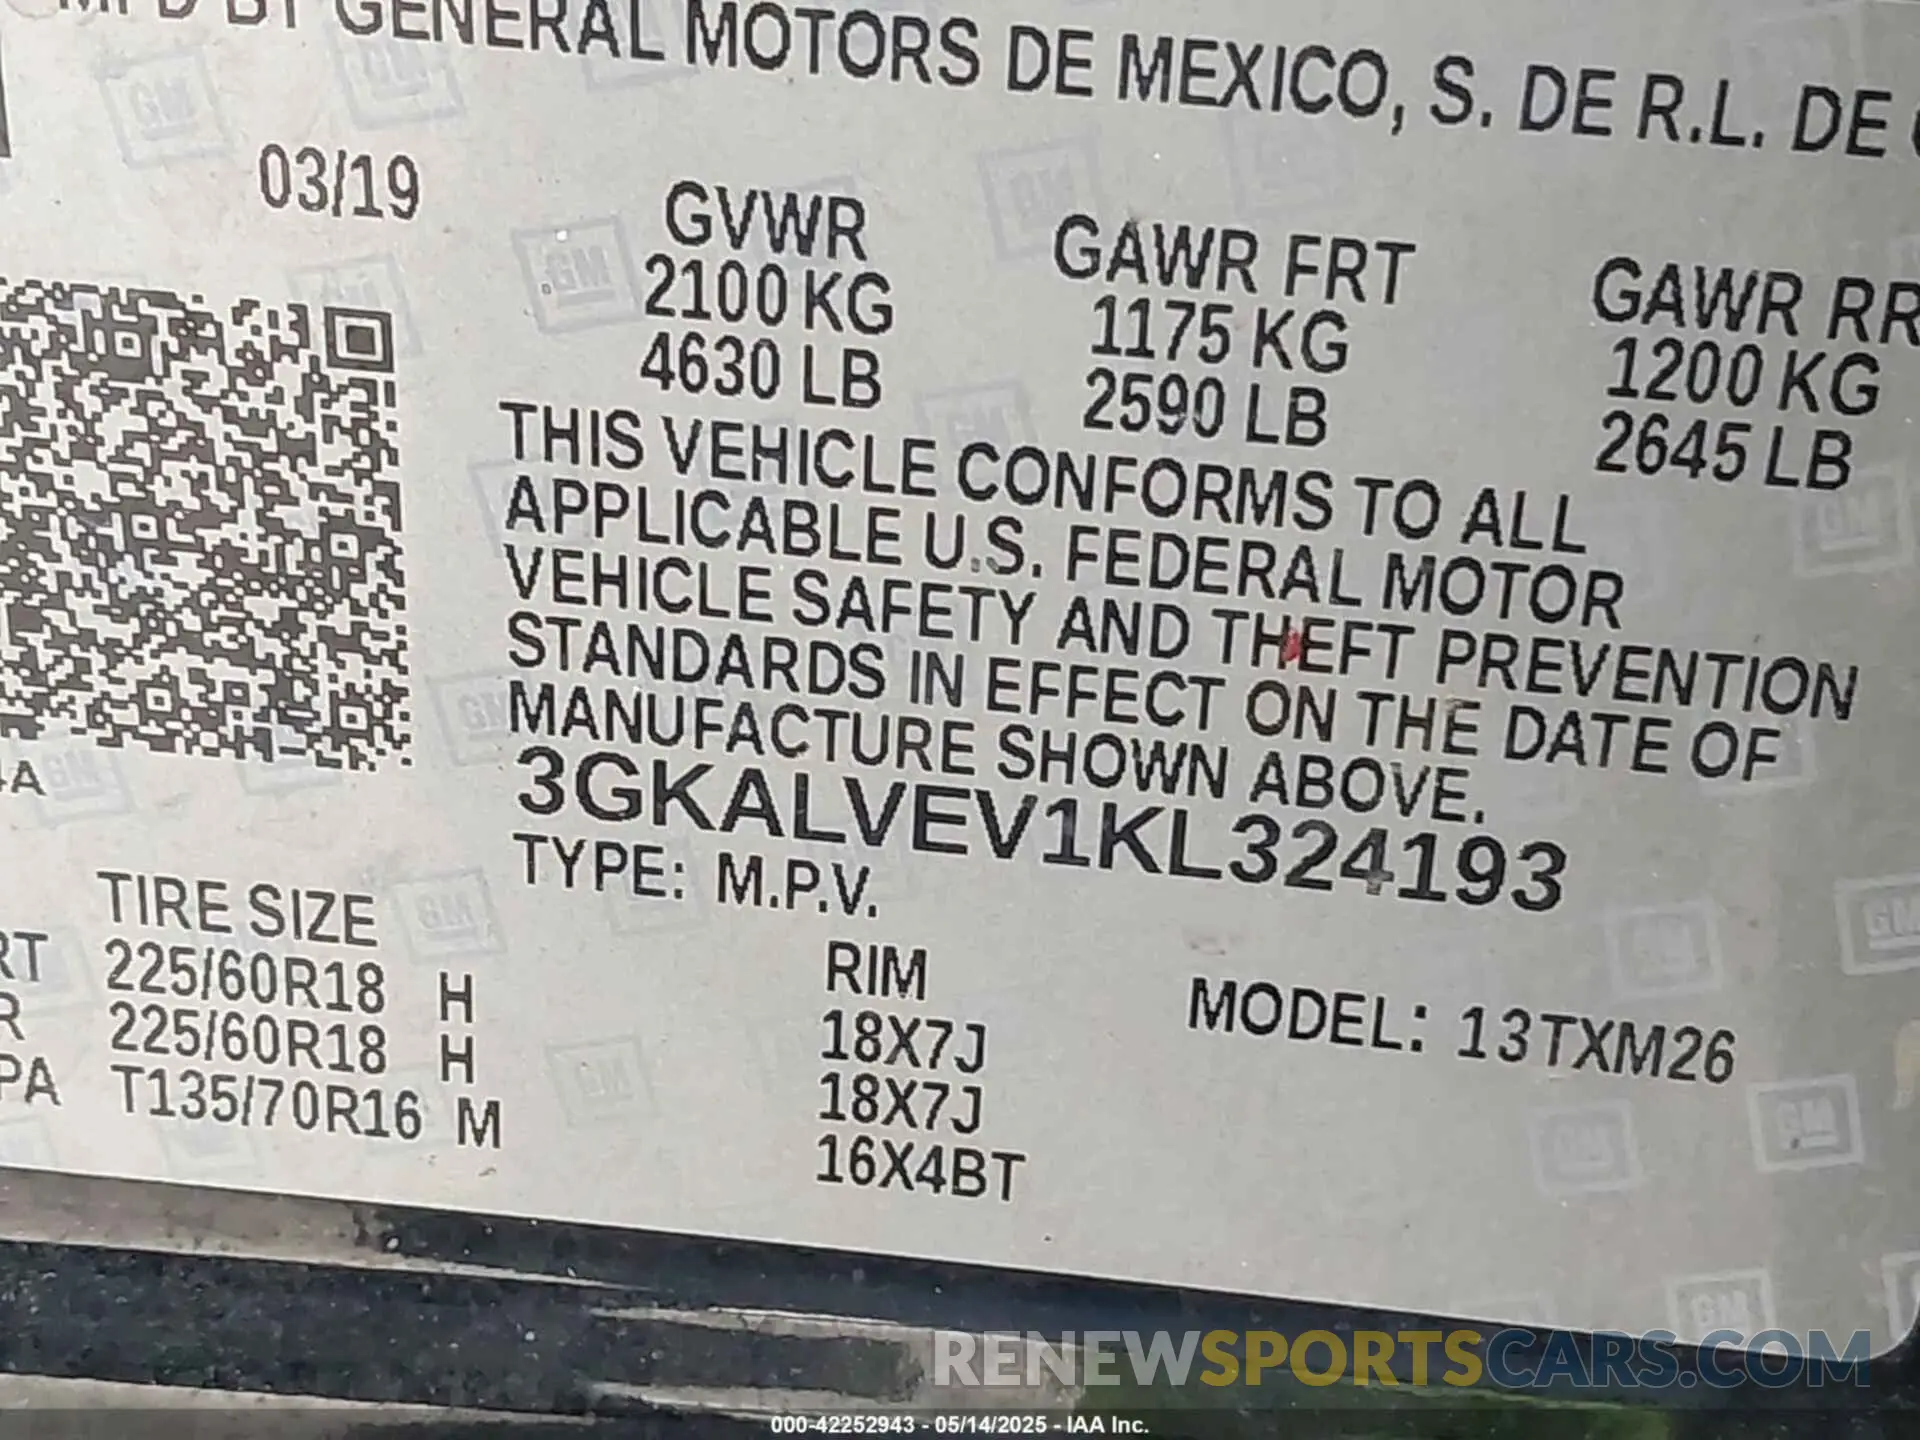 MFD BY GENERAL MOTORS DE MEXICO, S. DE R.L. DE
03/19
GVWR GAWR FRT GAWR RR
2100 KG 1175 KG 1200 KG
4630 LB 2590 LB 2645 LB
THIS VEHICLE CONFORMS TO ALL
APPLICABLE U.S. FEDERAL MOTOR
VEHICLE SAFETY AND THEFT PREVENTION
STANDARDS IN EFFECT ON THE DATE OF
MANUFACTURE SHOWN ABOVE.
3GKALVEV1KL324193
TYPE: M.P.V.
TIRE SIZE RIM MODEL: 13TXM26
225/60R18 H 18X7J
225/60R18 H 18X7J
T135/70R16 M 16X4BT
GM
RENEWSPORTSCARS.COM
000-42252943 - 05/14/2025 - IAA Inc.